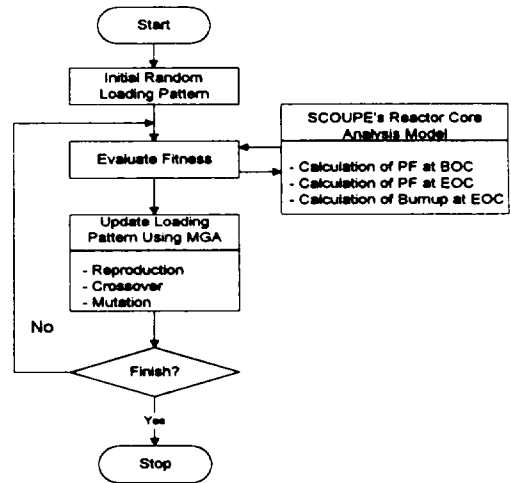 Start
Initial Random
Loading Pattern
SCOUPE's Reactor Core
Analysis Model
- Calculation of PF at BOC
- Calculation of PF at EOC
- Calculation of Burnup at EOC
Evaluate Fitness
Update Loading
Pattern Using MGA
- Reproduction
- Crossover
- Mutation
No
Finish?
Yes
Stop